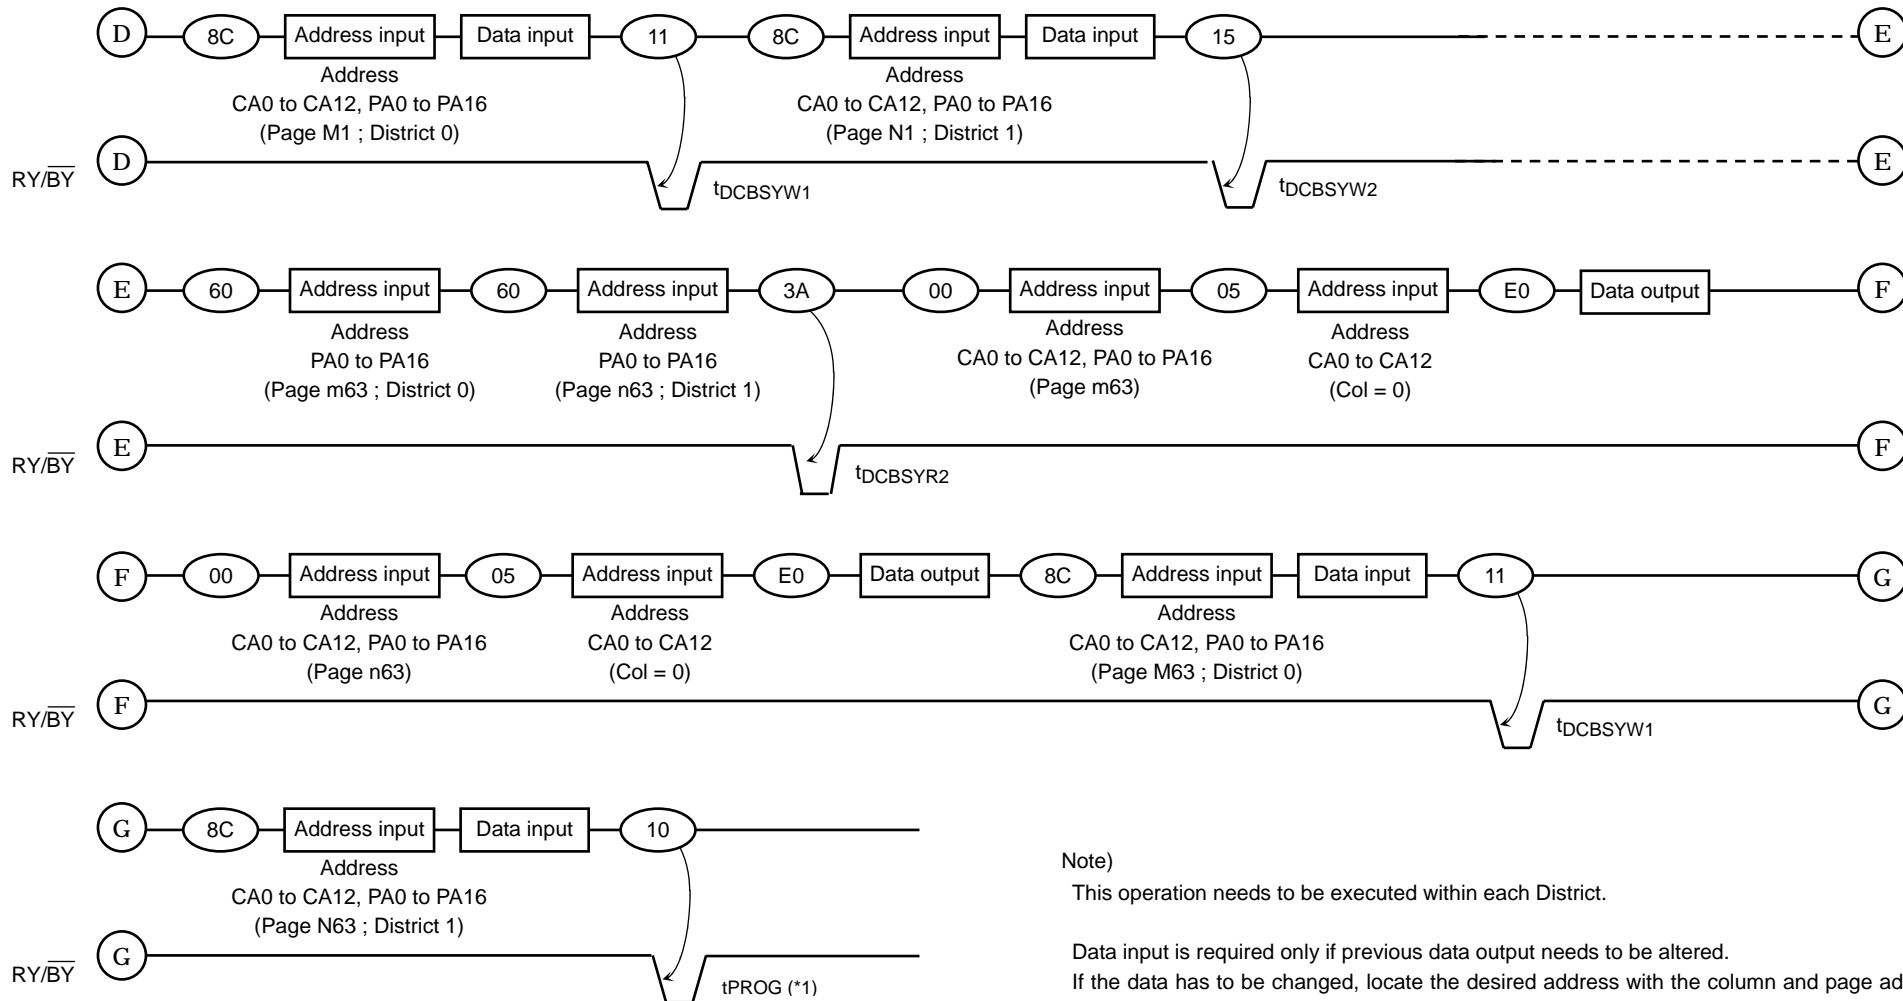 D 8C Address input Data input 11 8C Address input Data input 15 E
Address Address
CA0 to CA12, PA0 to PA16 CA0 to CA12, PA0 to PA16
(Page M1 ; District 0) (Page N1 ; District 1)
RY/BY D tDCBSYW1 tDCBSYW2 E
E 60 Address input 60 Address input 3A 00 Address input 05 Address input E0 Data output F
Address Address Address Address
PA0 to PA16 PA0 to PA16 CA0 to CA12, PA0 to PA16 CA0 to CA12
(Page m63 ; District 0) (Page n63 ; District 1) (Page m63) (Col = 0)
RY/BY E tDCBSYR2 F
F 00 Address input 05 Address input E0 Data output 8C Address input Data input 11 G
Address Address Address
CA0 to CA12, PA0 to PA16 CA0 to CA12 CA0 to CA12, PA0 to PA16
(Page n63) (Col = 0) (Page M63 ; District 0)
RY/BY F tDCBSYW1 G
G 8C Address input Data input 10
Address
CA0 to CA12, PA0 to PA16
(Page N63 ; District 1)
RY/BY G tPROG (*1)
Note)
This operation needs to be executed within each District.
Data input is required only if previous data output needs to be altered.
If the data has to be changed, locate the desired address with the column and page ad